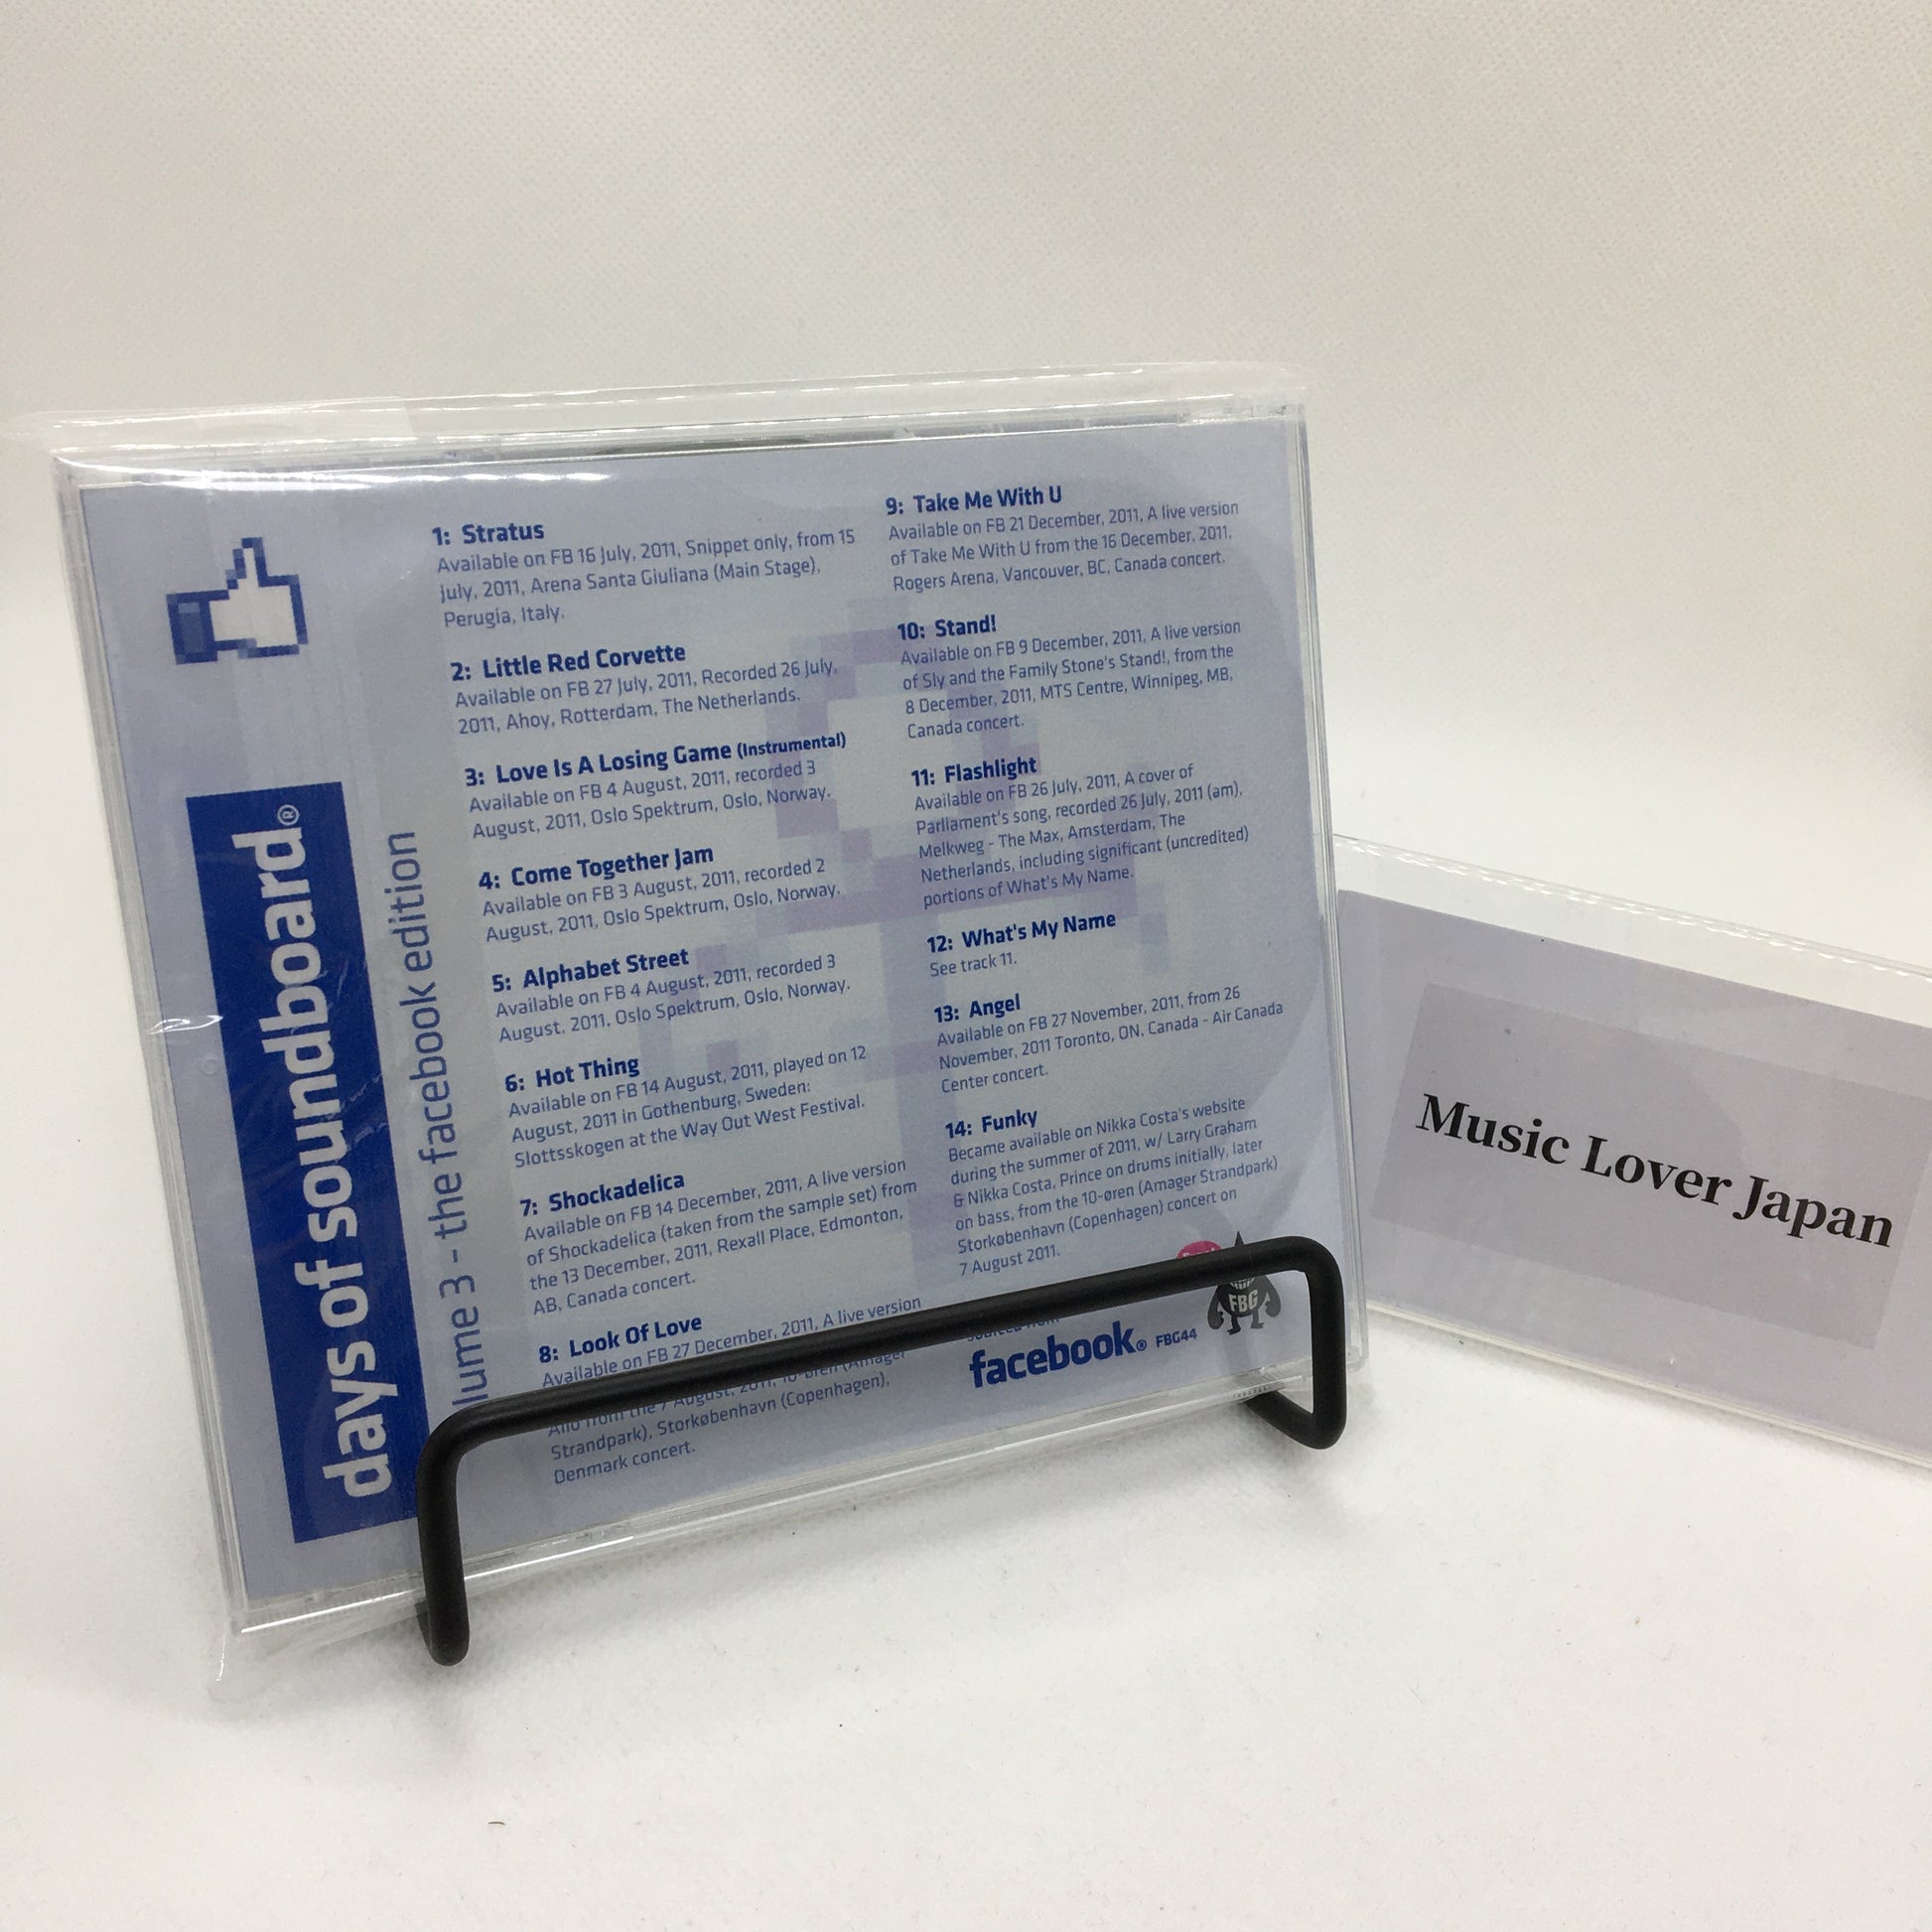 days of soundboard®
lume 3 - the facebook edition
1: Stratus
Available on FB 16 July, 2011, Snippet only, from 15
July, 2011, Arena Santa Giuliana (Main Stage),
Perugia, Italy.
2: Little Red Corvette
Available on FB 27 July, 2011, Recorded 26 July,
2011, Ahoy, Rotterdam, The Netherlands.
3: Love Is A Losing Game (Instrumental)
Available on FB 4 August, 2011, recorded 3
August, 2011, Oslo Spektrum, Oslo, Norway.
4: Come Together Jam
Available on FB 3 August, 2011, recorded 2
August, 2011, Oslo Spektrum, Oslo, Norway.
5: Alphabet Street
Available on FB 4 August, 2011, recorded 3
August, 2011, Oslo Spektrum, Oslo, Norway.
6: Hot Thing
Available on FB 14 August, 2011, played on 12
August, 2011 in Gothenburg, Sweden:
Slottsskogen at the Way Out West Festival.
7: Shockadelica
Available on FB 14 December, 2011, A live version
of Shockadelica (taken from the sample set) from
the 13 December, 2011, Rexall Place, Edmonton,
AB, Canada concert.
8: Look Of Love
Available on FB 27 December, 2011, A live version
from the 7 August, 2011, 10-øren (Amager
Strandpark), Storkøbenhavn (Copenhagen),
Denmark concert.
9: Take Me With U
Available on FB 21 December, 2011, A live version
of Take Me With U from the 16 December, 2011,
Rogers Arena, Vancouver, BC, Canada concert.
10: Stand!
Available on FB 9 December, 2011, A live version
of Sly and the Family Stone's Stand!, from the
8 December, 2011, MTS Centre, Winnipeg, MB,
Canada concert.
11: Flashlight
Available on FB 26 July, 2011, A cover of
Parliament's song, recorded 26 July, 2011 (am),
Melkweg - The Max, Amsterdam, The
Netherlands, including significant (uncredited)
portions of What's My Name.
12: What's My Name
See track 11.
13: Angel
Available on FB 27 November, 2011, from 26
November, 2011 Toronto, ON, Canada - Air Canada
Center concert.
14: Funky
Became available on Nikka Costa's website
during the summer of 2011, w/ Larry Graham
& Nikka Costa, Prince on drums initially, later
on bass, from the 10-øren (Amager Strandpark)
Storkøbenhavn (Copenhagen) concert on
7 August 2011.
sourced from
facebook® FBG44
FBG
Music Lover Japan